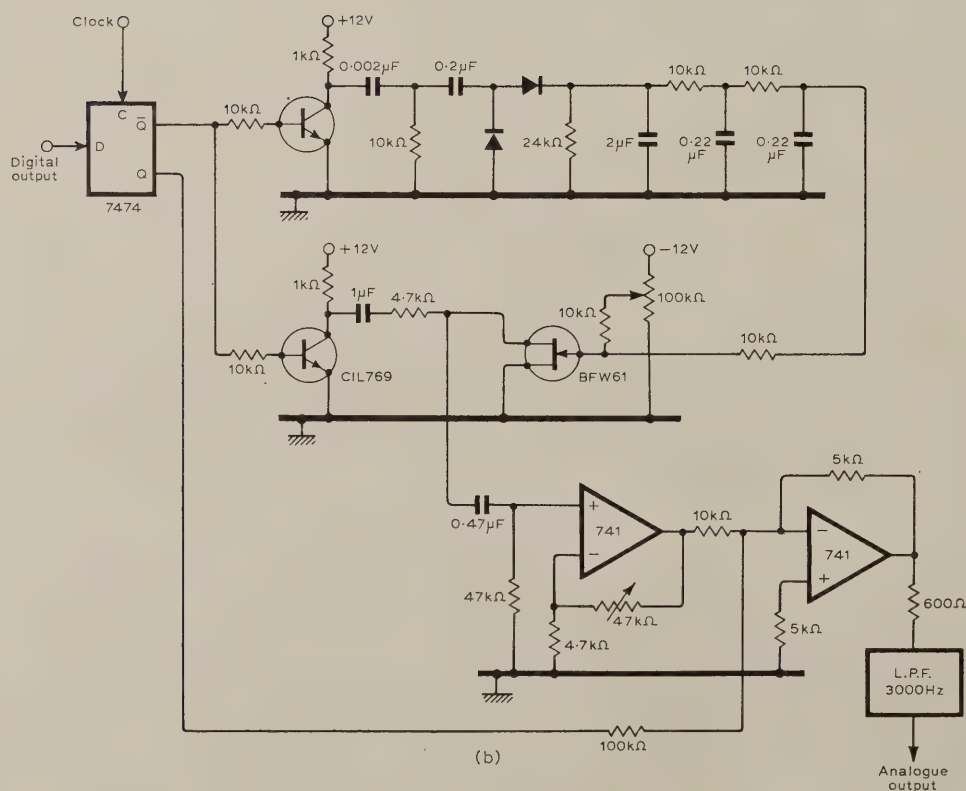 Clock
+12V
1kΩ
0·002μF
0·2μF
10kΩ
10kΩ
10kΩ
C
Q̅
D
Q
Digital
output
7474
10kΩ
24kΩ
2μF
0·22
μF
0·22
μF
+12V
-12V
1kΩ
1μF
4·7kΩ
10kΩ
100kΩ
10kΩ
10kΩ
CIL769
BFW61
5kΩ
0·47μF
+
741
-
10kΩ
-
741
+
47kΩ
47kΩ
4·7kΩ
5kΩ
600Ω
L.P.F.
3000Hz
100kΩ
(b)
Analogue
output